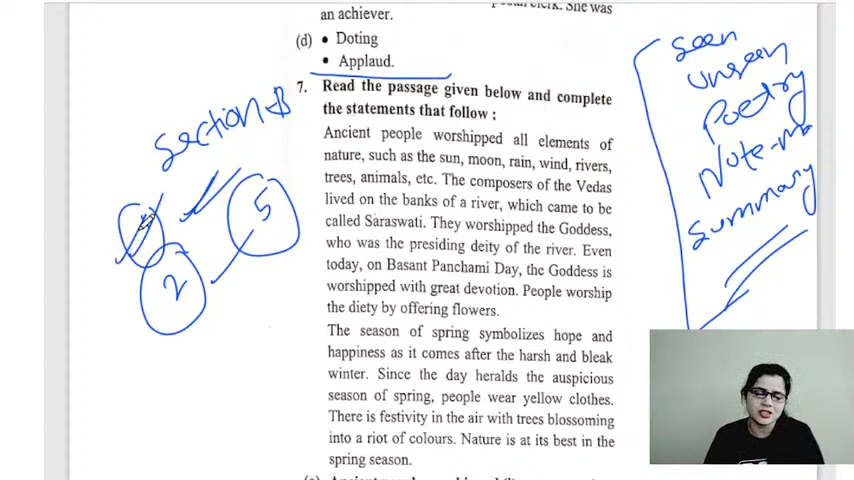 an achiever.
She was
(d) • Doting
• Applaud.
7. Read the passage given below and complete
the statements that follow :
Ancient people worshipped all elements of
nature, such as the sun, moon, rain, wind, rivers,
trees, animals, etc. The composers of the Vedas
lived on the banks of a river, which came to be
called Saraswati. They worshipped the Goddess,
who was the presiding deity of the river. Even
today, on Basant Panchami Day, the Goddess is
worshipped with great devotion. People worship
the diety by offering flowers.
The season of spring symbolizes hope and
happiness as it comes after the harsh and bleak
winter. Since the day heralds the auspicious
season of spring, people wear yellow clothes.
There is festivity in the air with trees blossoming
into a riot of colours. Nature is at its best in the
spring season.
Section-B
5
2
seen
unseen
Poetry
Note-m
summary